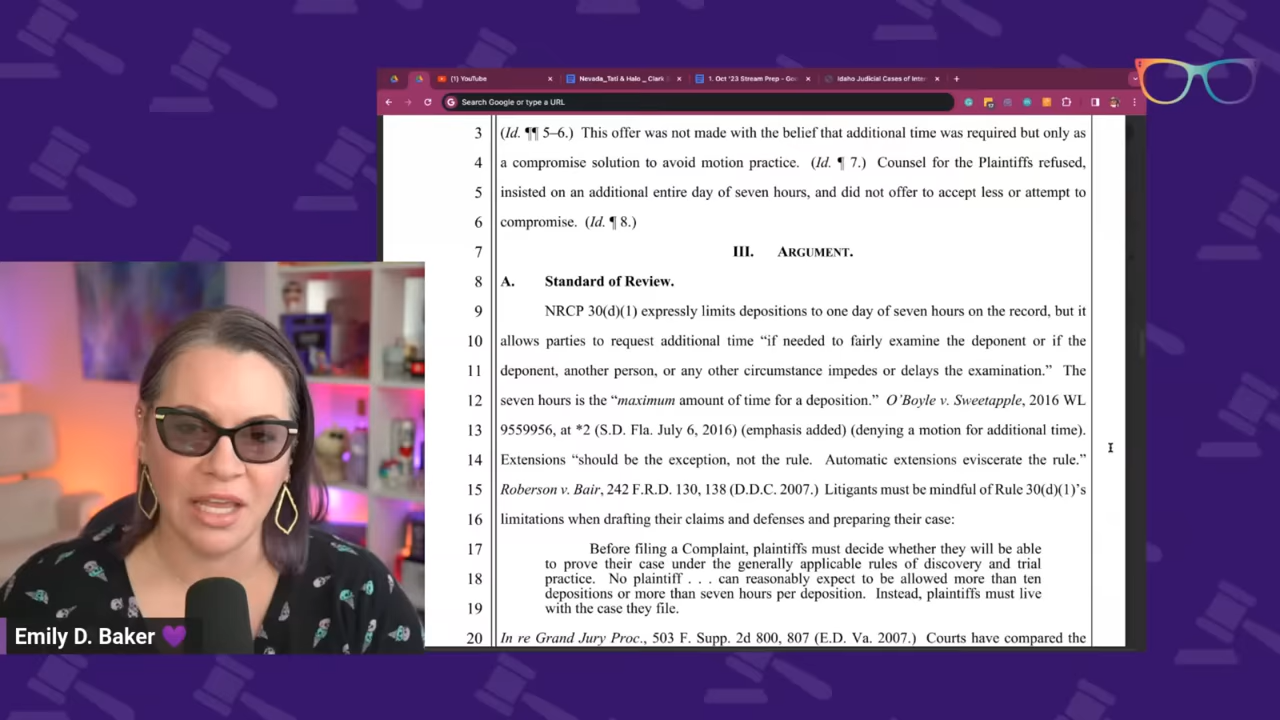 (1) YouTube
Nevada_Tati & Halo _ Clark
1. Oct '23 Stream Prep - Go
Idaho Judicial Cases of Inte
Search Google or type a URL
3 (Id. ¶¶ 5–6.) This offer was not made with the belief that additional time was required but only as
4 a compromise solution to avoid motion practice. (Id. ¶ 7.) Counsel for the Plaintiffs refused,
5 insisted on an additional entire day of seven hours, and did not offer to accept less or attempt to
6 compromise. (Id. ¶ 8.)
7 III. ARGUMENT.
8 A. Standard of Review.
9 NRCP 30(d)(1) expressly limits depositions to one day of seven hours on the record, but it
10 allows parties to request additional time “if needed to fairly examine the deponent or if the
11 deponent, another person, or any other circumstance impedes or delays the examination.” The
12 seven hours is the “maximum amount of time for a deposition.” O’Boyle v. Sweetapple, 2016 WL
13 9559956, at *2 (S.D. Fla. July 6, 2016) (emphasis added) (denying a motion for additional time).
14 Extensions “should be the exception, not the rule. Automatic extensions eviscerate the rule.”
15 Roberson v. Bair, 242 F.R.D. 130, 138 (D.D.C. 2007.) Litigants must be mindful of Rule 30(d)(1)’s
16 limitations when drafting their claims and defenses and preparing their case:
17 Before filing a Complaint, plaintiffs must decide whether they will be able
to prove their case under the generally applicable rules of discovery and trial
18 practice. No plaintiff . . . can reasonably expect to be allowed more than ten
depositions or more than seven hours per deposition. Instead, plaintiffs must live
19 with the case they file.
20 In re Grand Jury Proc., 503 F. Supp. 2d 800, 807 (E.D. Va. 2007.) Courts have compared the
Emily D. Baker 💜